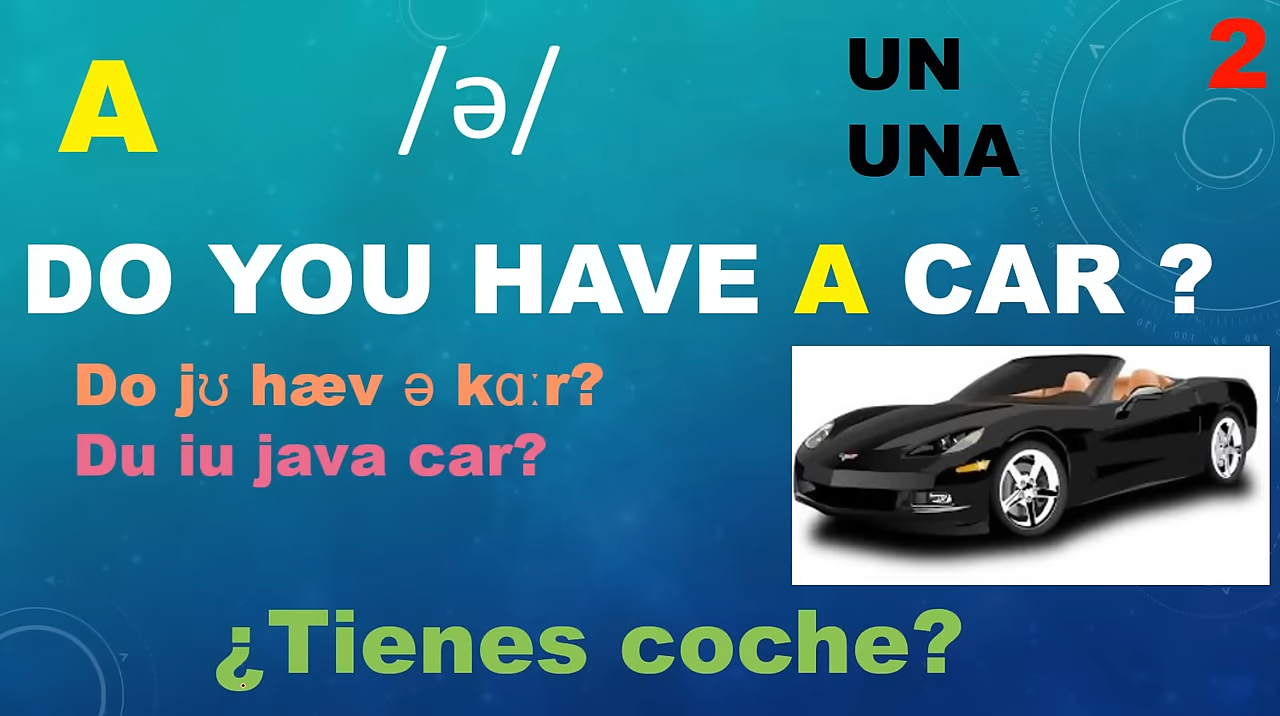 A /ə/ UN 2
UNA
DO YOU HAVE A CAR ?
Do jʊ hæv ə kɑːr?
Du iu java car?
¿Tienes coche?